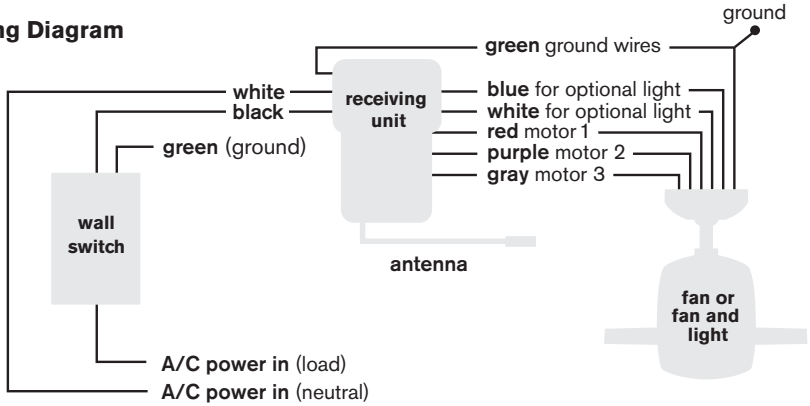 ng Diagram
ground
green ground wires
white
black
receiving
unit
blue for optional light
white for optional light
red motor 1
purple motor 2
gray motor 3
green (ground)
wall
switch
antenna
fan or
fan and
light
A/C power in (load)
A/C power in (neutral)